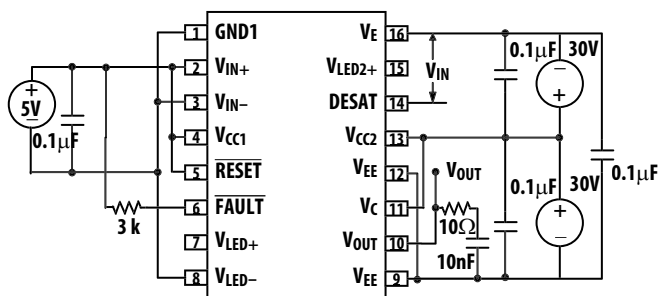 1 GND1
2 VIN+
3 VIN-
4 VCC1
5 RESET
6 FAULT
7 VLED+
8 VLED-
5V
+
−
0.1µF
3 k
VE 16
VLED2+ 15
DESAT 14
VCC2 13
VEE 12
VC 11
VOUT 10
VEE 9
VIN
VOUT
10Ω
10nF
0.1µF
30V
−
+
0.1µF
30V
+
−
0.1µF